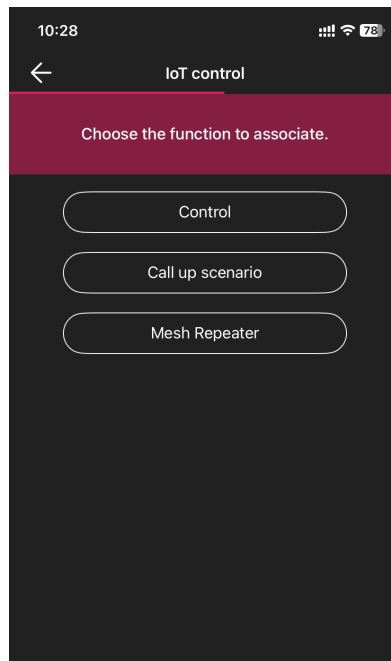 10:28
78
IoT control
Choose the function to associate.
Control
Call up scenario
Mesh Repeater